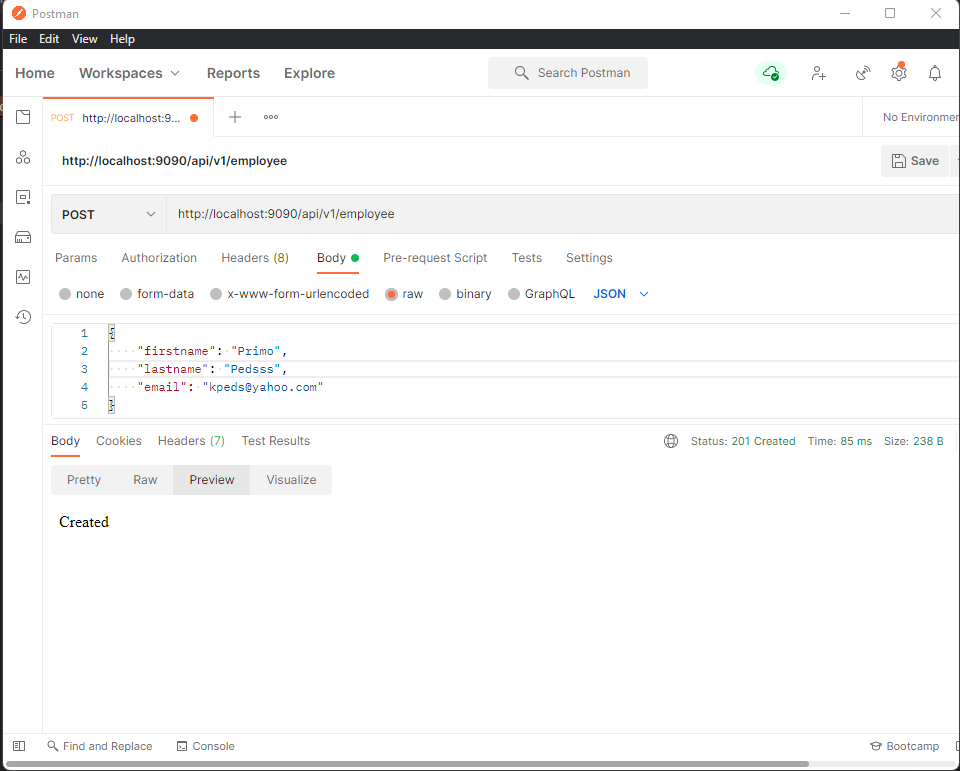 Postman
File Edit View Help
Home Workspaces Reports Explore Search Postman
POST http://localhost:9... No Environmen
http://localhost:9090/api/v1/employee Save
POST http://localhost:9090/api/v1/employee
Params Authorization Headers (8) Body Pre-request Script Tests Settings
none form-data x-www-form-urlencoded raw binary GraphQL JSON
1 {
2 "firstname": "Primo",
3 "lastname": "Pedsss",
4 "email": "kpeds@yahoo.com"
5 }
Body Cookies Headers (7) Test Results Status: 201 Created Time: 85 ms Size: 238 B
Pretty Raw Preview Visualize
Created
Find and Replace Console Bootcamp